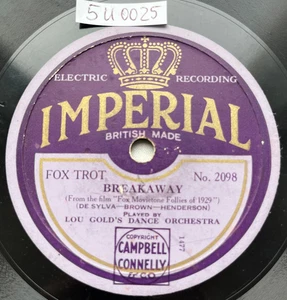 5U0025
ELECTRIC RECORDING
IMPERIAL
BRITISH MADE
FOX TROT No. 2098
BREAKAWAY
(From the film "Fox Movietone Follies of 1929")
(DE SYLVA—BROWN—HENDERSON)
PLAYED BY
LOU GOLD'S DANCE ORCHESTRA
COPYRIGHT
CAMPBELL
CONNELLY
& CO